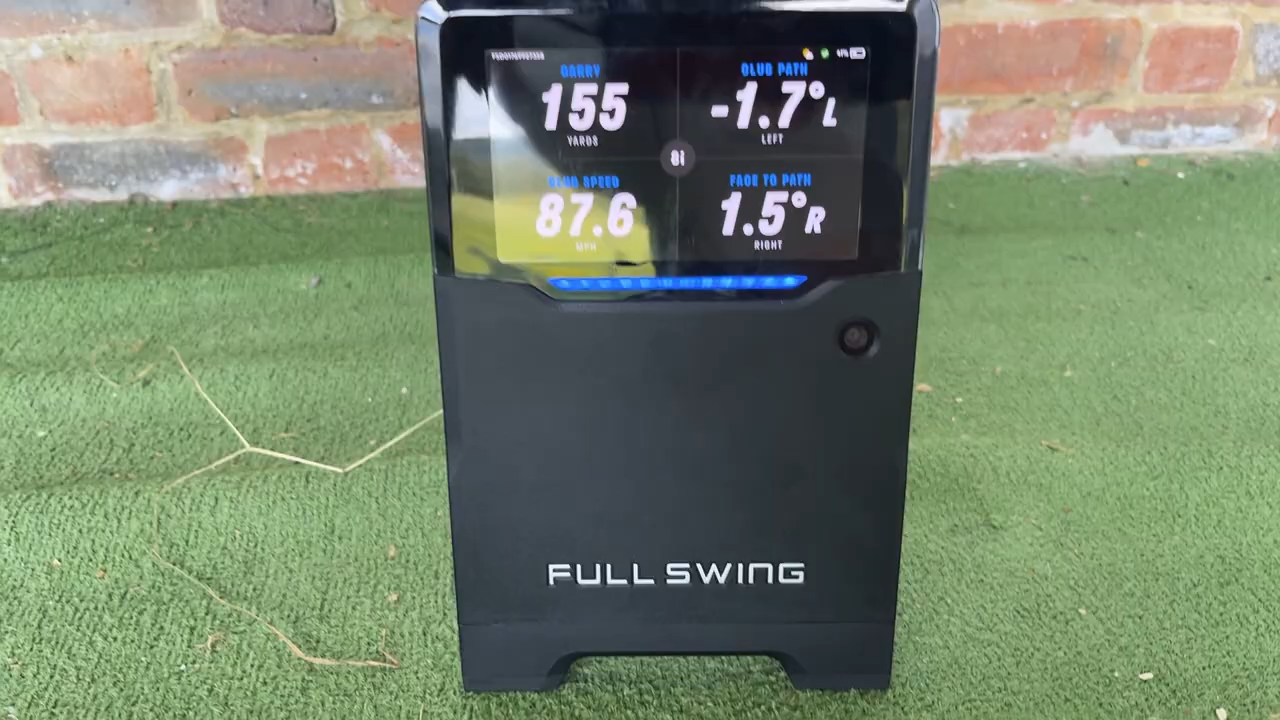 CARRY
155
YARDS
CLUB PATH
-1.7° L
LEFT
8i
CLUB SPEED
87.6
MPH
FACE TO PATH
1.5° R
RIGHT
FULL SWING